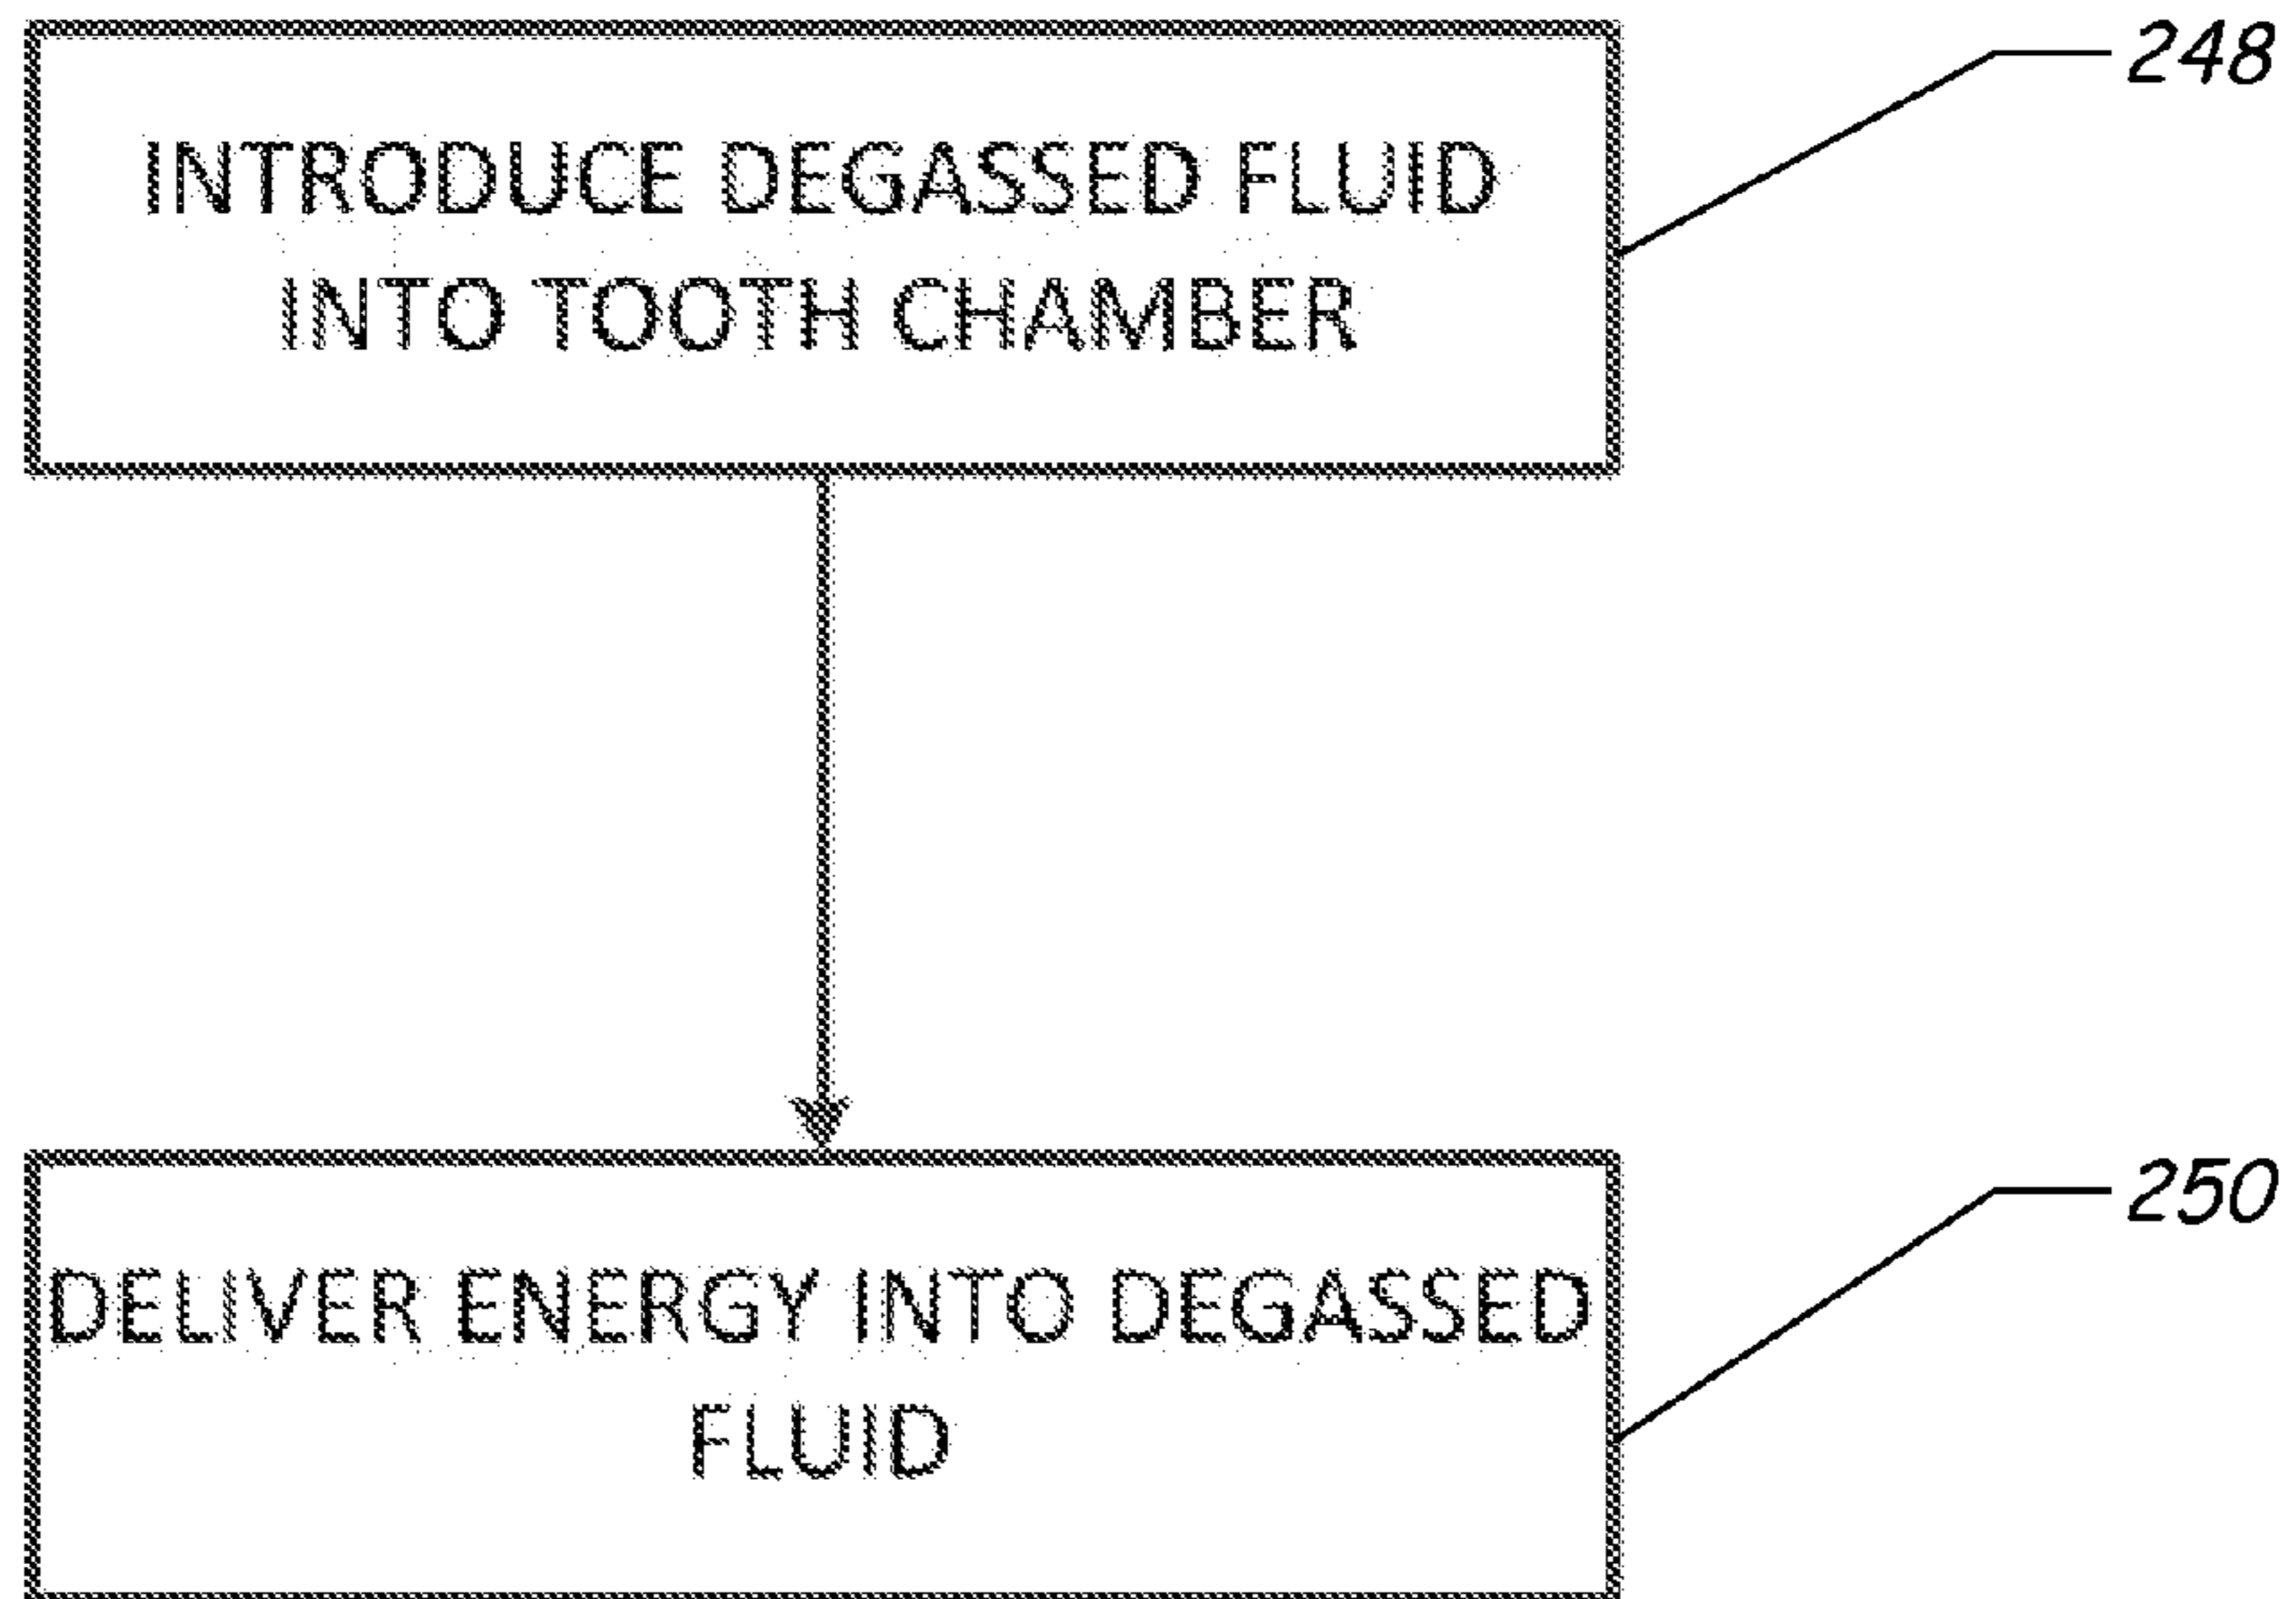 248
INTRODUCE DEGASSED FLUID
INTO TOOTH CHAMBER
250
DELIVER ENERGY INTO DEGASSED
FLUID